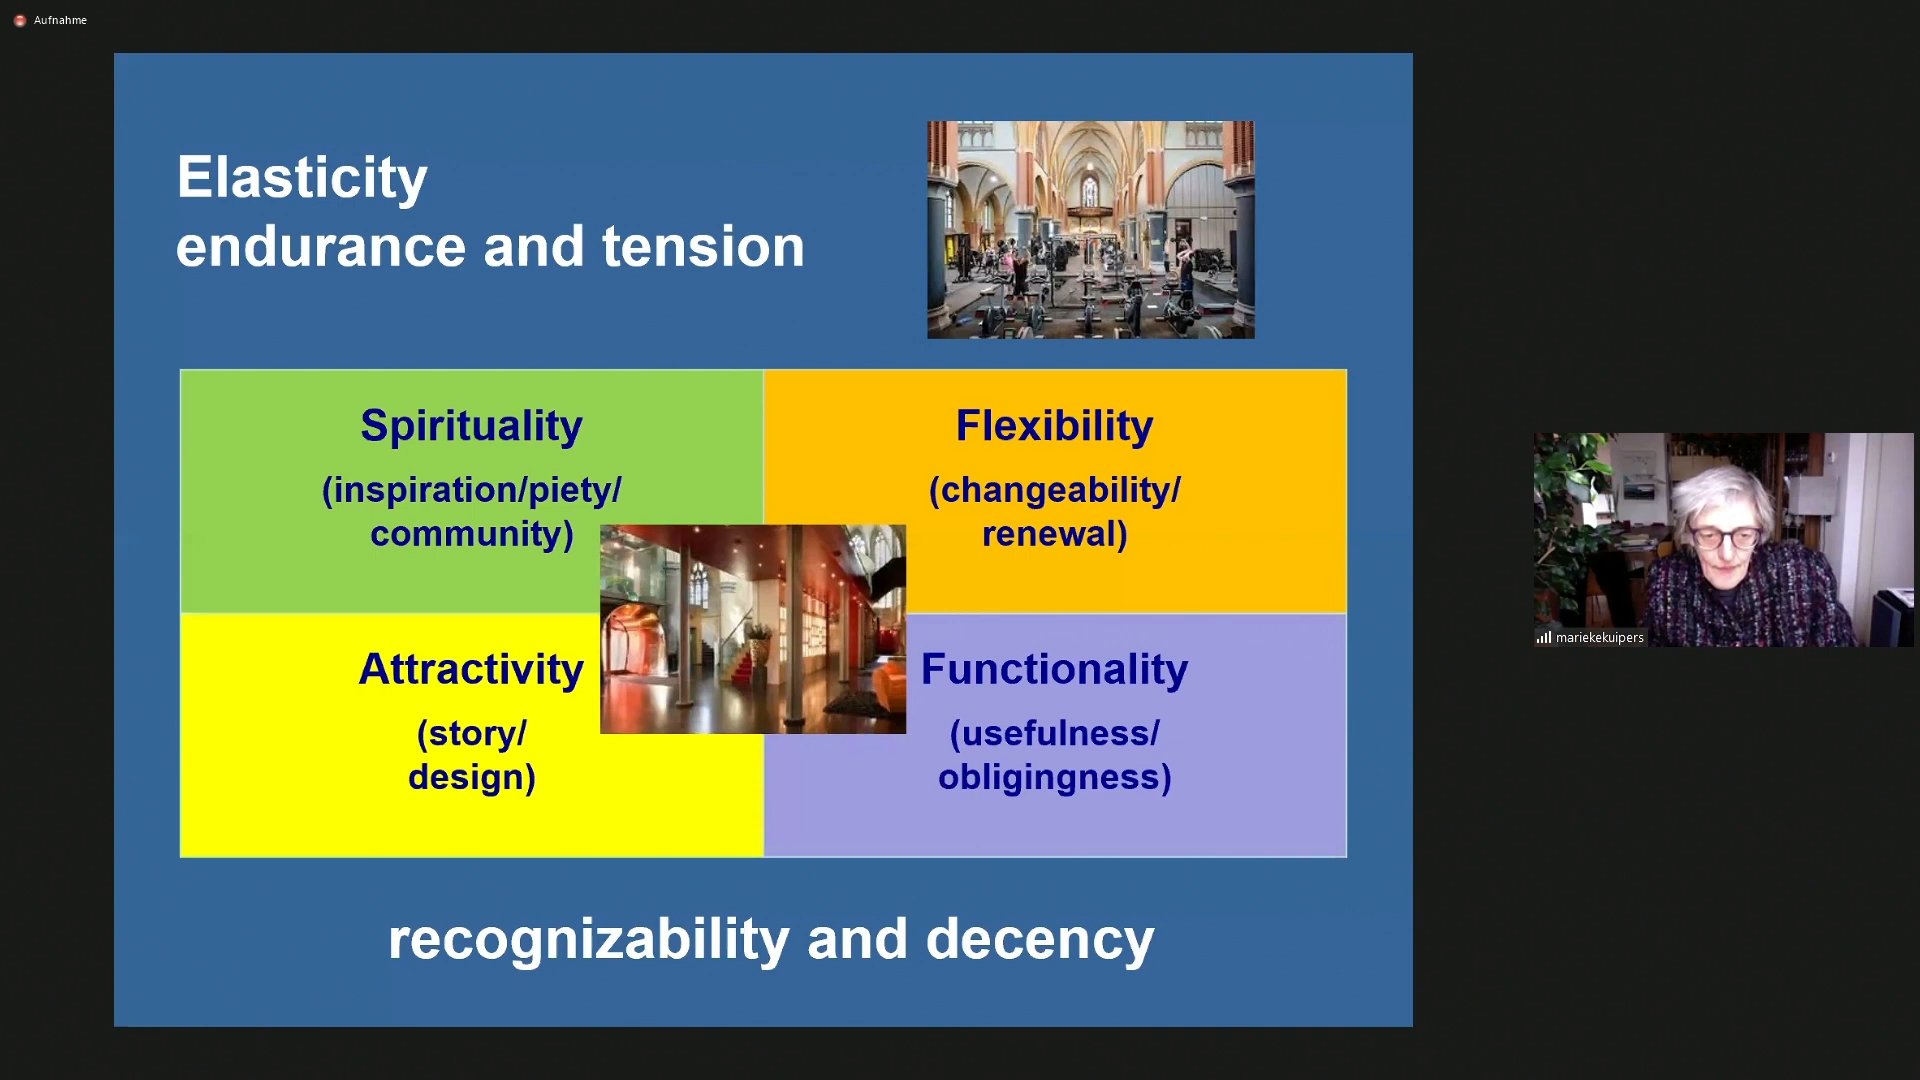 Aufnahme
Elasticity
endurance and tension
Spirituality
(inspiration/piety/
community)
Flexibility
(changeability/
renewal)
Attractivity
(story/
design)
Functionality
(usefulness/
obligingness)
recognizability and decency
mariekekuipers